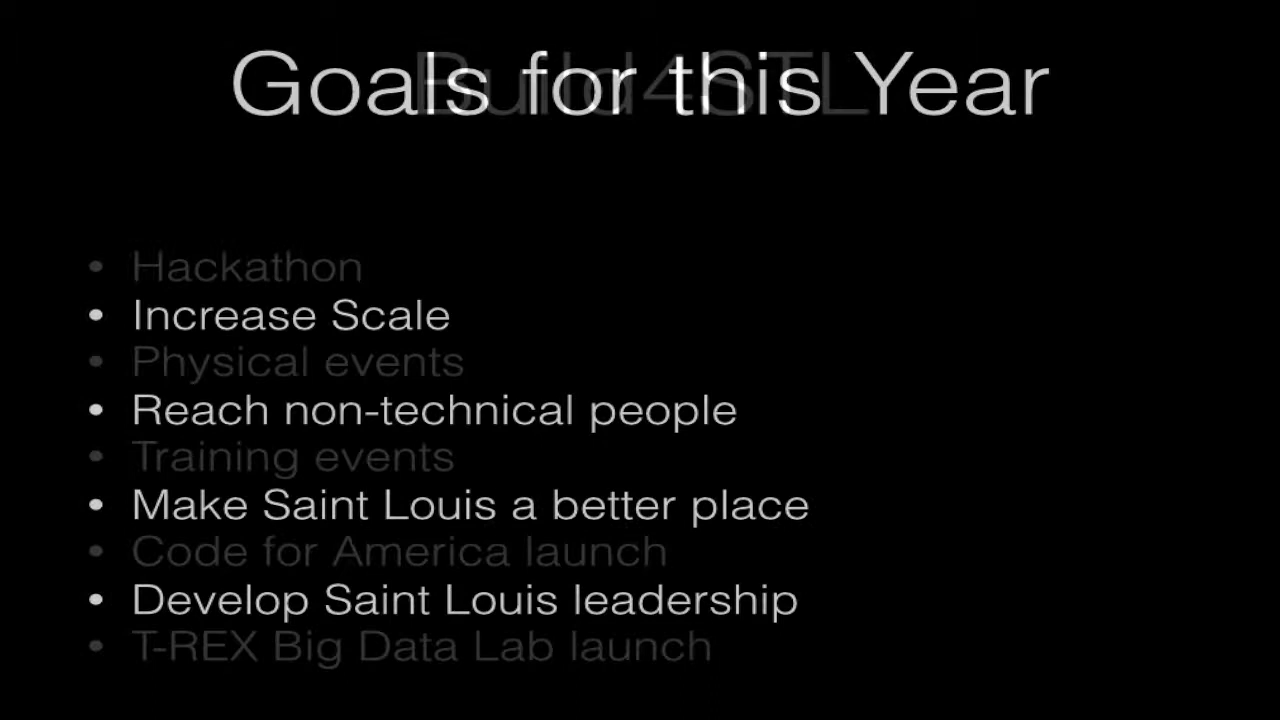 Goals for this Year
Build4STL
• Hackathon
• Increase Scale
• Physical events
• Reach non-technical people
• Training events
• Make Saint Louis a better place
• Code for America launch
• Develop Saint Louis leadership
• T-REX Big Data Lab launch